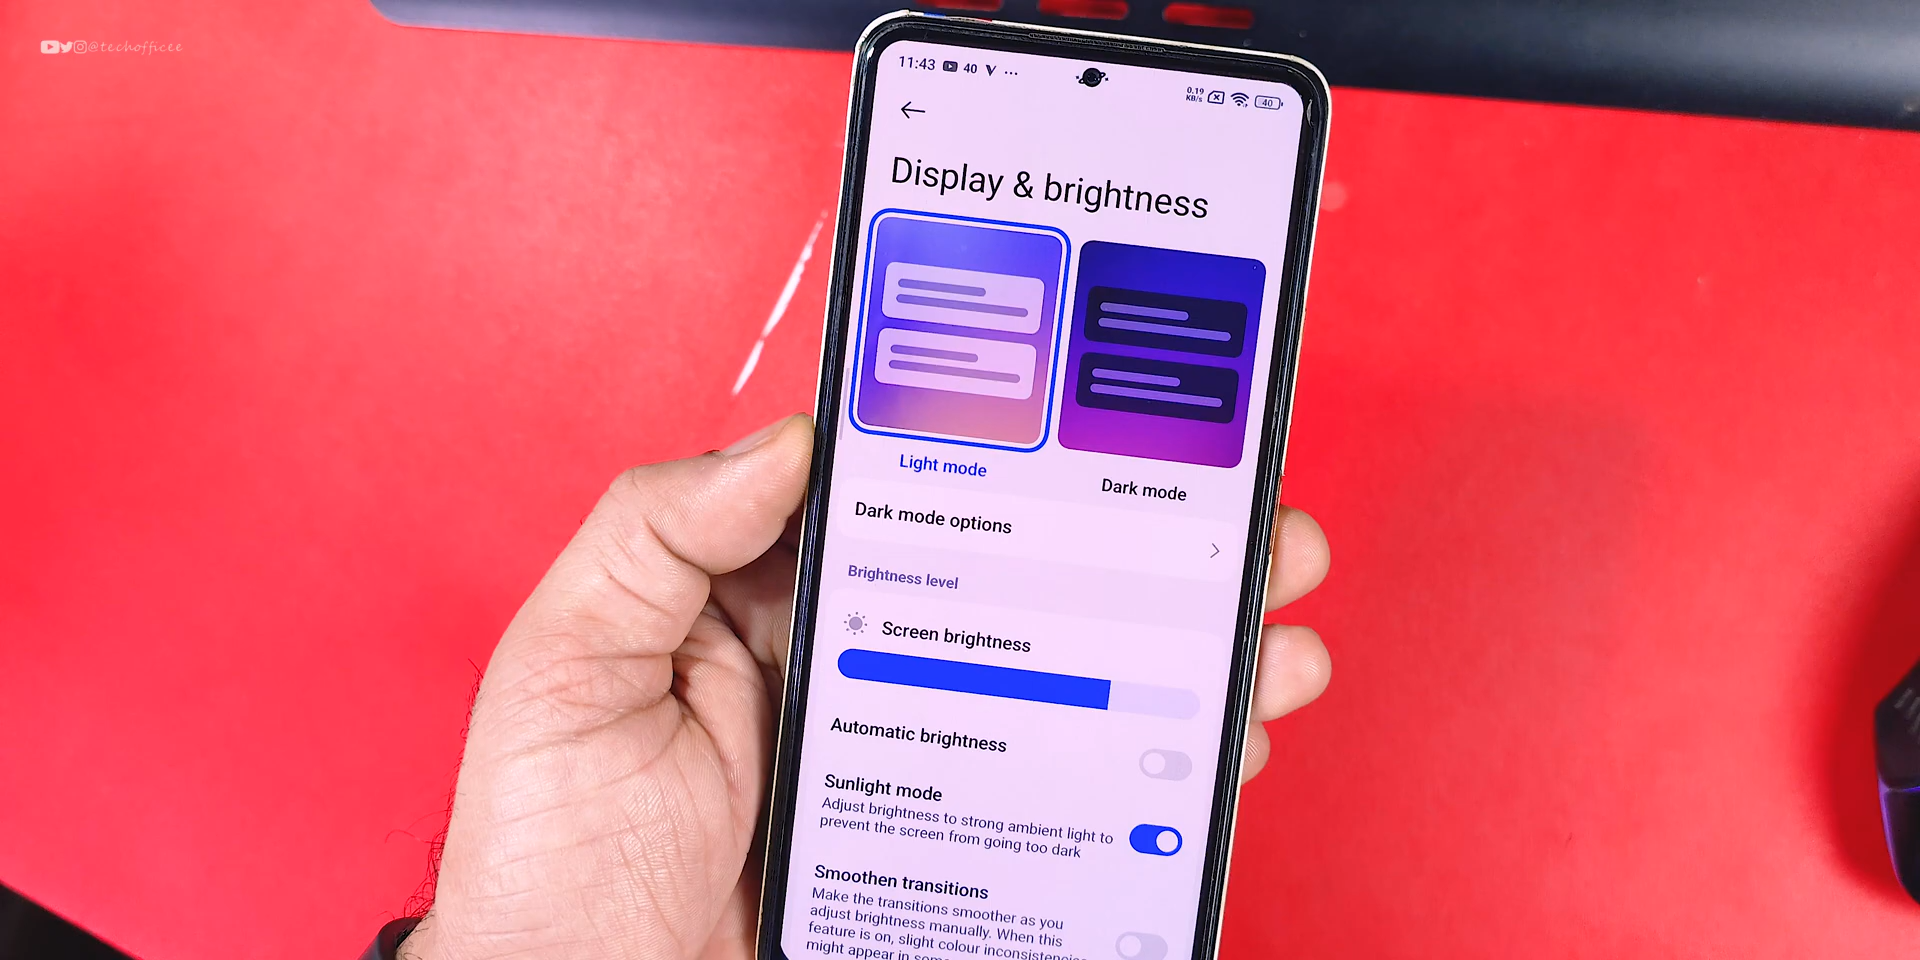 @techofficee
11:43 40
0.19
KB/s
40
Display & brightness
Light mode
Dark mode
Dark mode options
Brightness level
Screen brightness
Automatic brightness
Sunlight mode
Adjust brightness to strong ambient light to
prevent the screen from going too dark
Smoothen transitions
Make the transitions smoother as you
adjust brightness manually. When this
feature is on, slight colour
might appear in